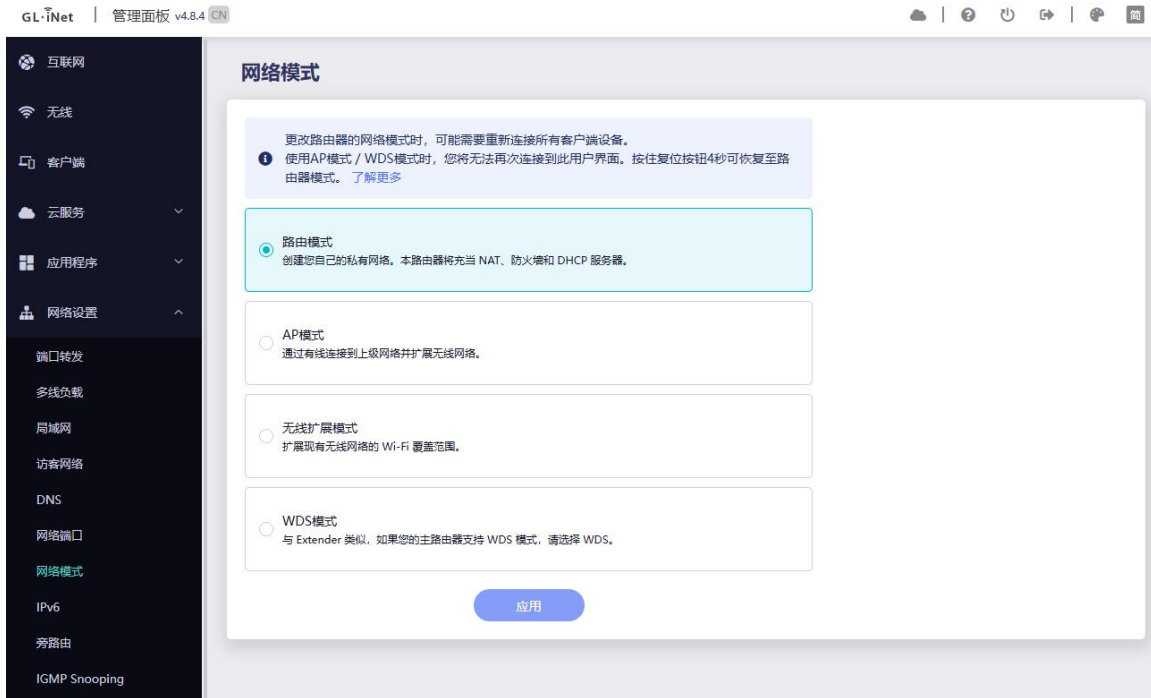 GL·iNet 管理面板 v4.8.4 CN 简
互联网
无线
客户端
云服务
应用程序
网络设置
端口转发
多线负载
局域网
访客网络
DNS
网络端口
网络模式
IPv6
旁路由
IGMP Snooping
网络模式
更改路由器的网络模式时，可能需要重新连接所有客户端设备。
使用AP模式 / WDS模式时，您将无法再次连接到此用户界面。按住复位按钮4秒可恢复至路
由器模式。 了解更多
路由模式
创建您自己的私有网络。本路由器将充当 NAT、防火墙和 DHCP 服务器。
AP模式
通过有线连接到上级网络并扩展无线网络。
无线扩展模式
扩展现有无线网络的 Wi-Fi 覆盖范围。
WDS模式
与 Extender 类似，如果您的主路由器支持 WDS 模式，请选择 WDS。
应用